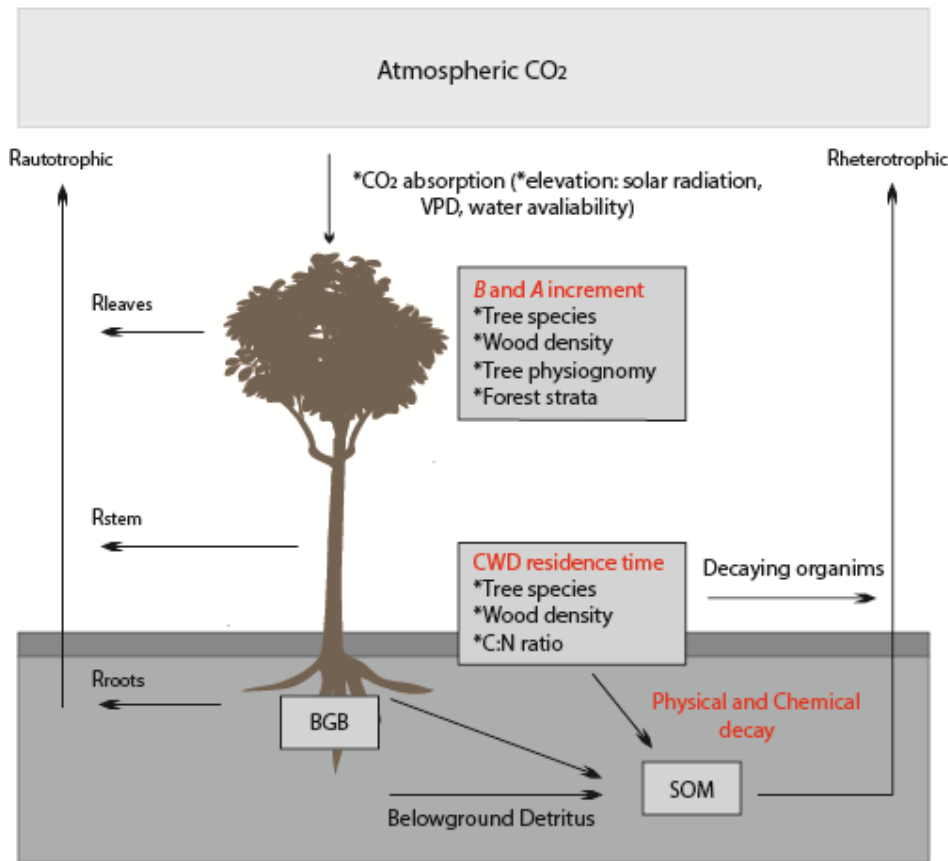 Atmospheric CO2
Rautotrophic
Rheterotrophic
*CO2 absorption (*elevation: solar radiation,
VPD, water avaliability)
Rleaves
B and A increment
*Tree species
*Wood density
*Tree physiognomy
*Forest strata
Rstem
CWD residence time
*Tree species
*Wood density
*C:N ratio
Decaying organims
Rroots
BGB
Physical and Chemical
decay
SOM
Belowground Detritus